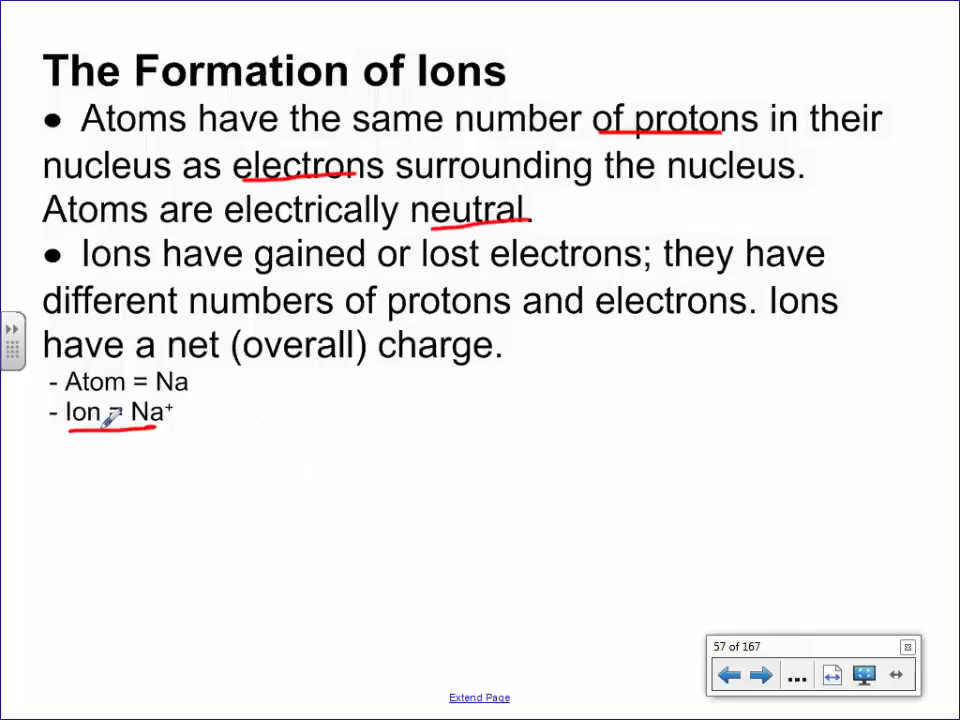 The Formation of Ions
● Atoms have the same number of protons in their
nucleus as electrons surrounding the nucleus.
Atoms are electrically neutral.
● Ions have gained or lost electrons; they have
different numbers of protons and electrons. Ions
have a net (overall) charge.
- Atom = Na
- Ion = Na⁺
57 of 167
...
Extend Page